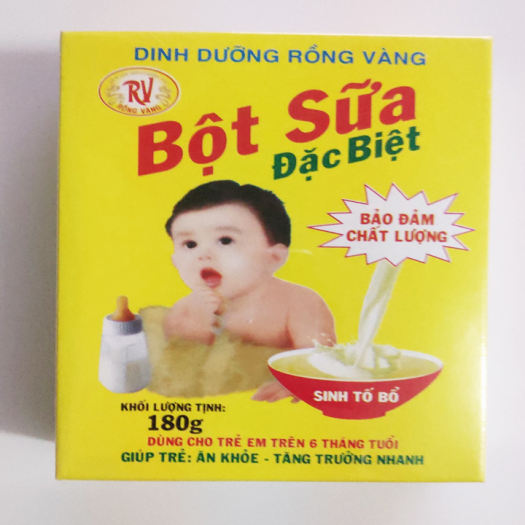 DINH DƯỠNG RỒNG VÀNG
RV
RỒNG VÀNG
Bột Sữa
Đặc Biệt
BẢO ĐẢM
CHẤT LƯỢNG
SINH TỐ BỔ
KHỐI LƯỢNG TỊNH:
180g
DÙNG CHO TRẺ EM TRÊN 6 THÁNG TUỔI
GIÚP TRẺ: ĂN KHỎE - TĂNG TRƯỞNG NHANH